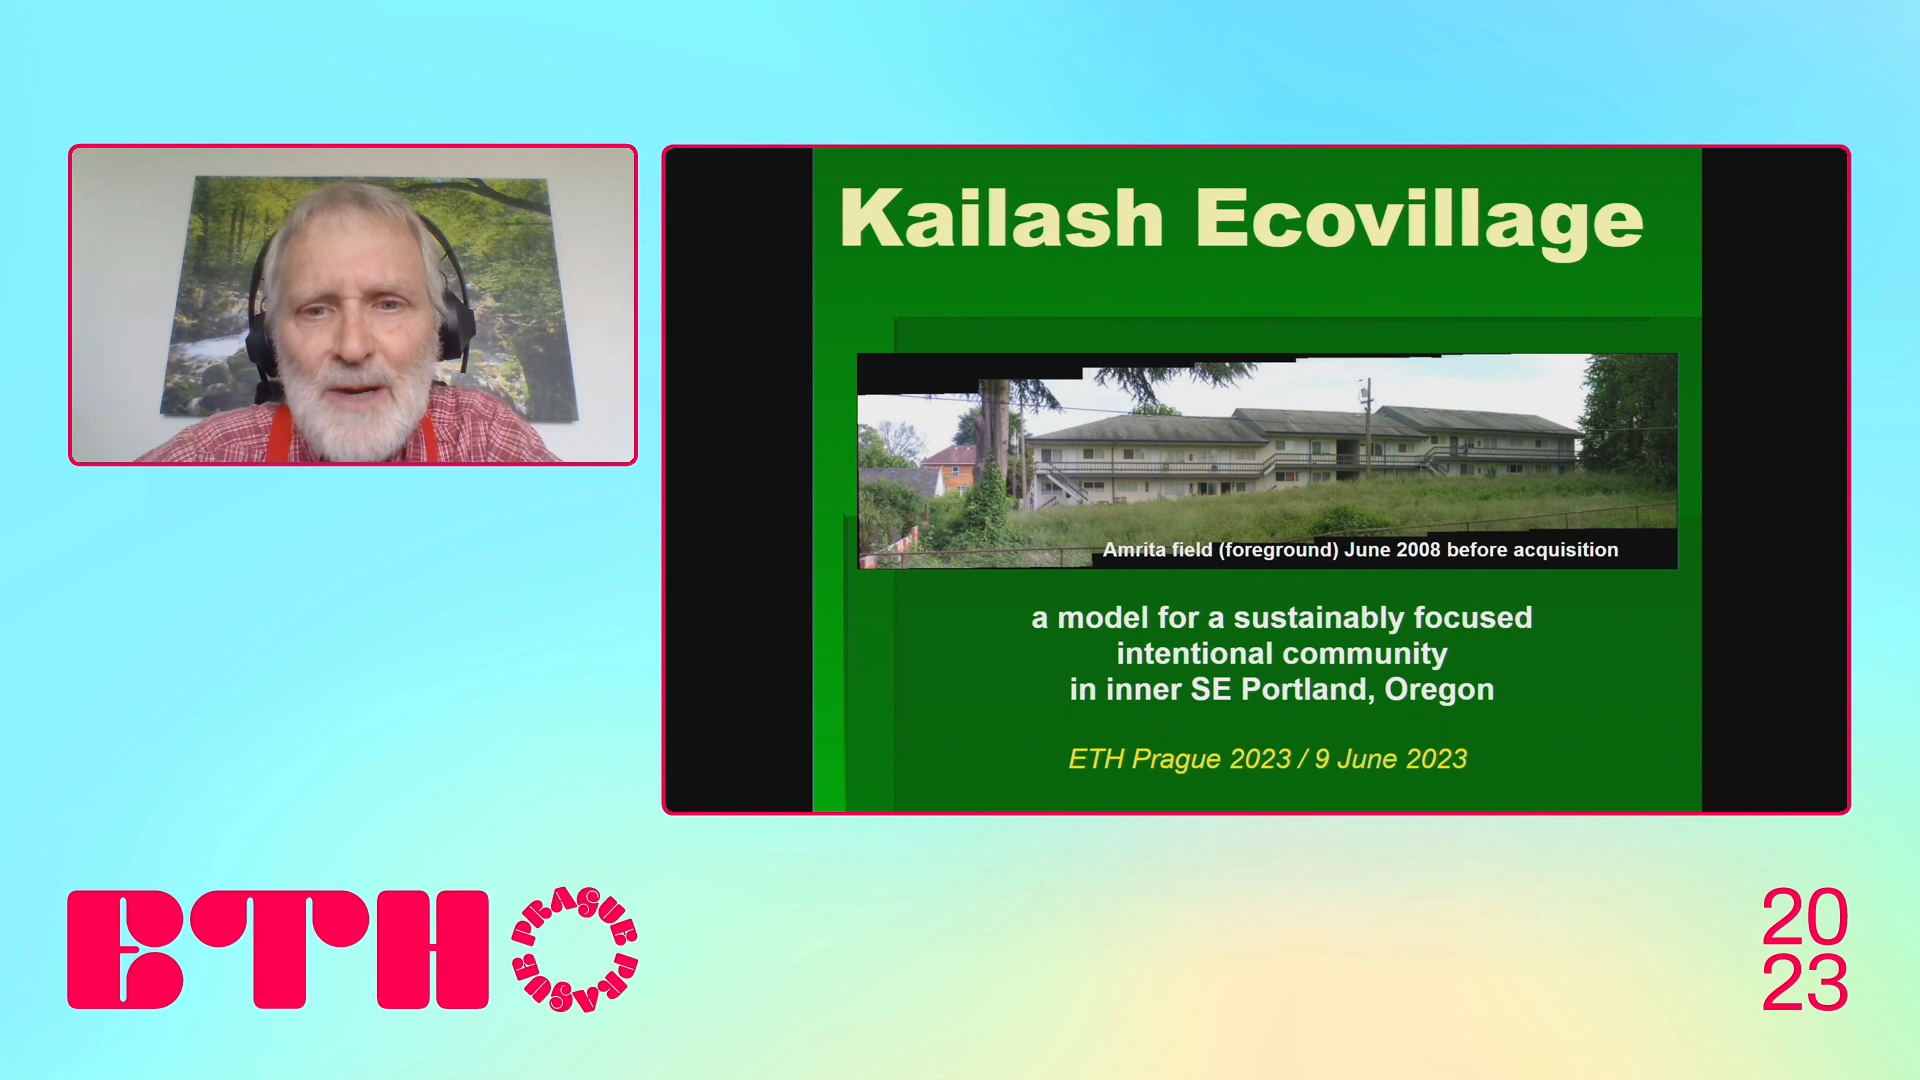 Kailash Ecovillage
Amrita field (foreground) June 2008 before acquisition
a model for a sustainably focused
intentional community
in inner SE Portland, Oregon
ETH Prague 2023 / 9 June 2023
ETH
PRAGUE PRAGUE
20
23